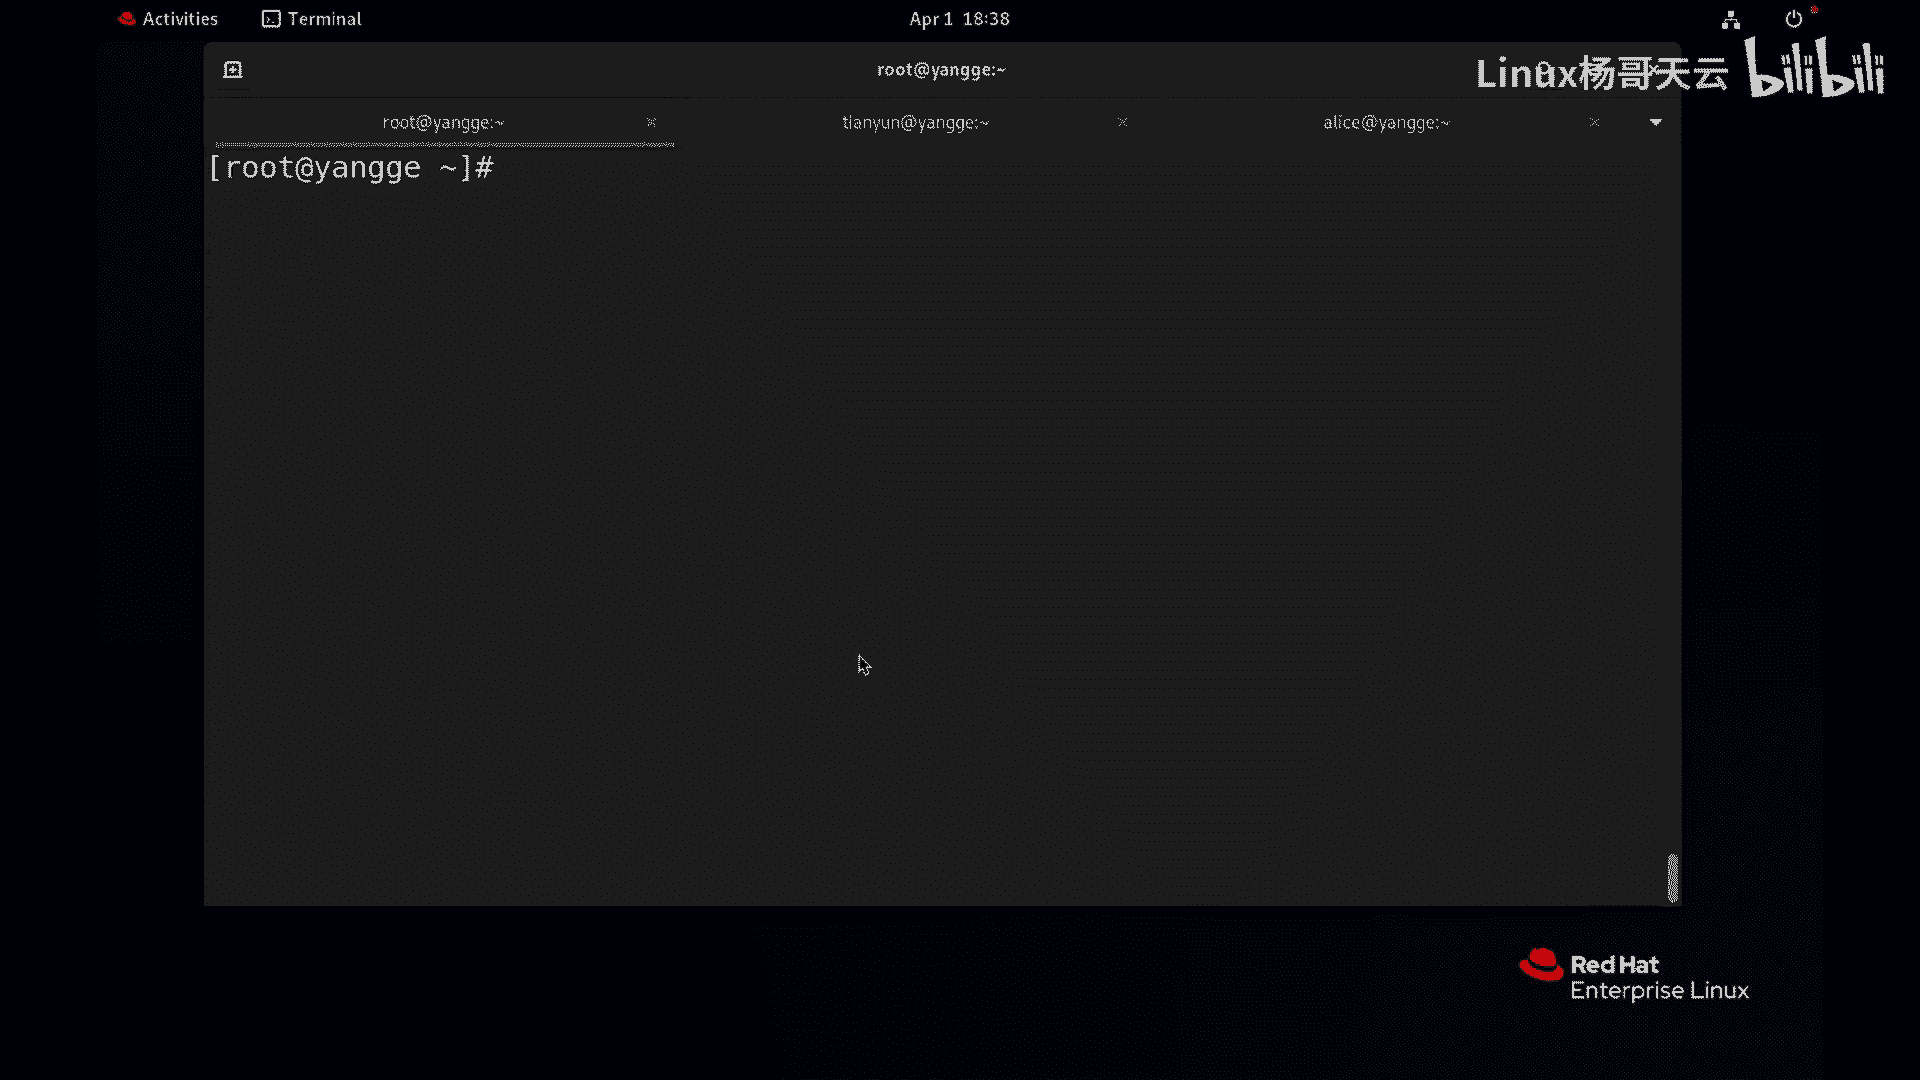 Activities
Terminal
Apr 1 18:38
root@yangge:~
Linux杨哥天云 bilibili
root@yangge:~
tianyun@yangge:~
alice@yangge:~
[root@yangge ~]#
Red Hat
Enterprise Linux